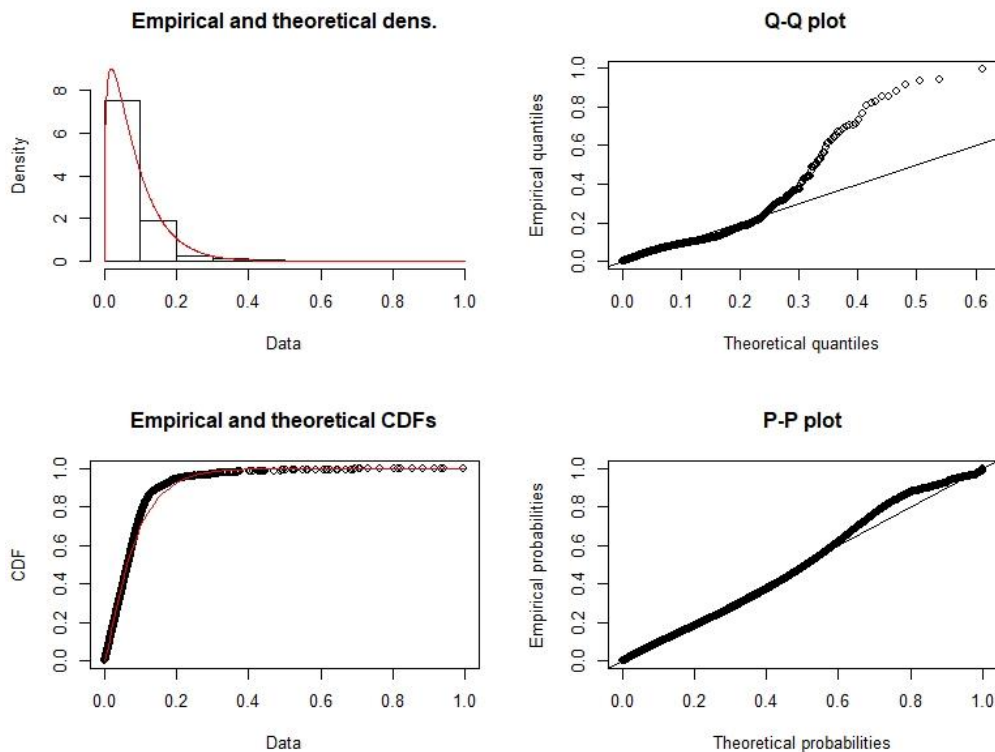 Empirical and theoretical dens.
Density
0 2 4 6 8
0.0 0.2 0.4 0.6 0.8 1.0
Data
Q-Q plot
Empirical quantiles
0.0 0.2 0.4 0.6 0.8 1.0
0.0 0.1 0.2 0.3 0.4 0.5 0.6
Theoretical quantiles
Empirical and theoretical CDFs
CDF
0.0 0.2 0.4 0.6 0.8 1.0
0.0 0.2 0.4 0.6 0.8 1.0
Data
P-P plot
Empirical probabilities
0.0 0.2 0.4 0.6 0.8 1.0
0.0 0.2 0.4 0.6 0.8 1.0
Theoretical probabilities